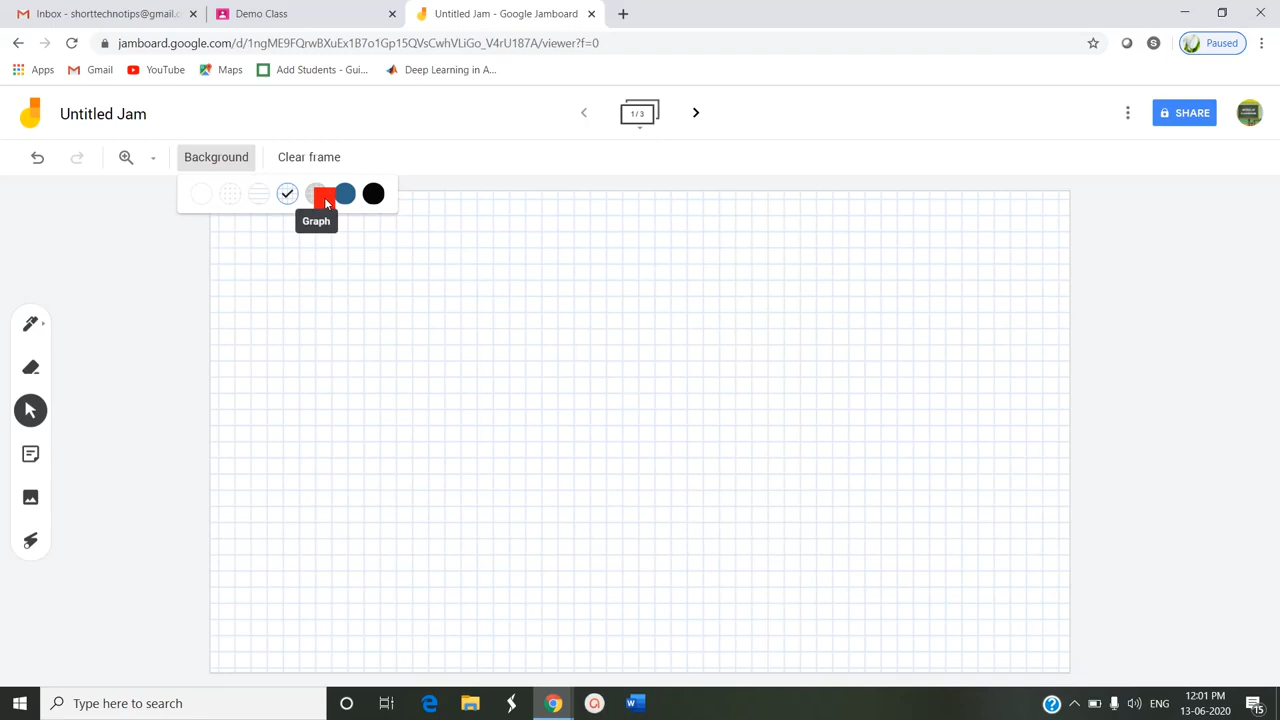 Inbox - shorttechnotips@gmail.c
Demo Class
Untitled Jam - Google Jamboard
jamboard.google.com/d/1ngME9FQrwBXuEx1B7o1Gp15QVsCwhVLiGo_V4rU187A/viewer?f=0
Paused
Apps
Gmail
YouTube
Maps
Add Students - Gui...
Deep Learning in A...
Untitled Jam
1 / 3
SHARE
Background
Clear frame
Graph
Type here to search
ENG
12:01 PM
13-06-2020
15